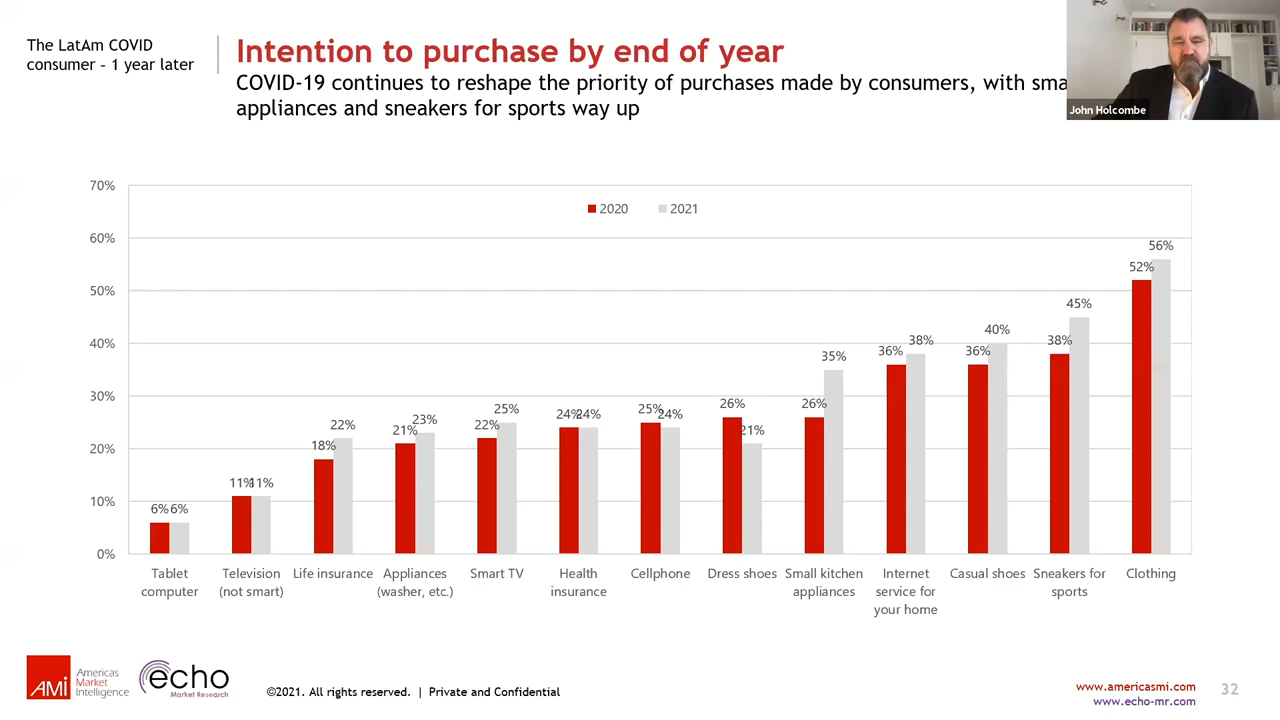 The LatAm COVID
consumer – 1 year later
Intention to purchase by end of year
COVID-19 continues to reshape the priority of purchases made by consumers, with
appliances and sneakers for sports way up
John Holcombe
70%
60%
50%
40%
30%
20%
10%
0%
2020 2021
6% 6%
11% 11%
18% 22%
21% 23%
22% 25%
24% 24%
25% 24%
26% 21%
26% 35%
36% 38%
36% 40%
38% 45%
52% 56%
Tablet
computer
Television
(not smart)
Life insurance
Appliances
(washer, etc.)
Smart TV
Health
insurance
Cellphone
Dress shoes
Small kitchen
appliances
Internet
service for
your home
Casual shoes
Sneakers for
sports
Clothing
AMI
Americas
Market
Intelligence
echo
Market Research
©2021. All rights reserved. | Private and Confidential
www.americasmi.com
www.echo-mr.com
32